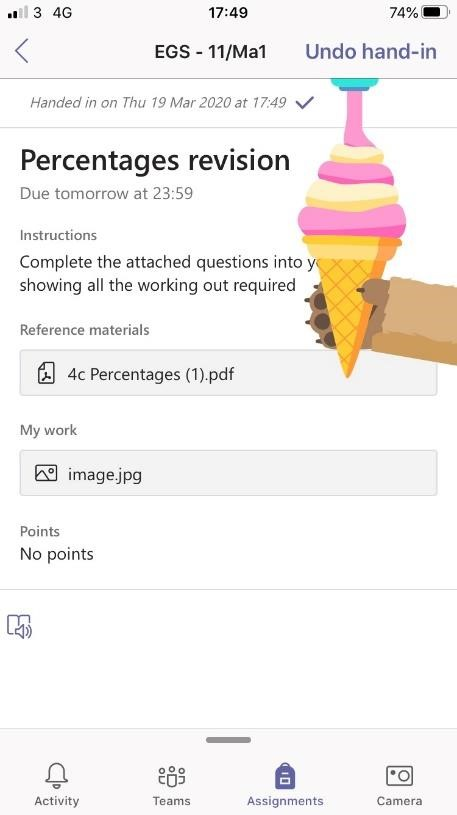 3 4G 17:49 74%
EGS - 11/Ma1 Undo hand-in
Handed in on Thu 19 Mar 2020 at 17:49
Percentages revision
Due tomorrow at 23:59
Instructions
Complete the attached questions into
showing all the working out required
Reference materials
4c Percentages (1).pdf
My work
image.jpg
Points
No points
Activity Teams Assignments Camera